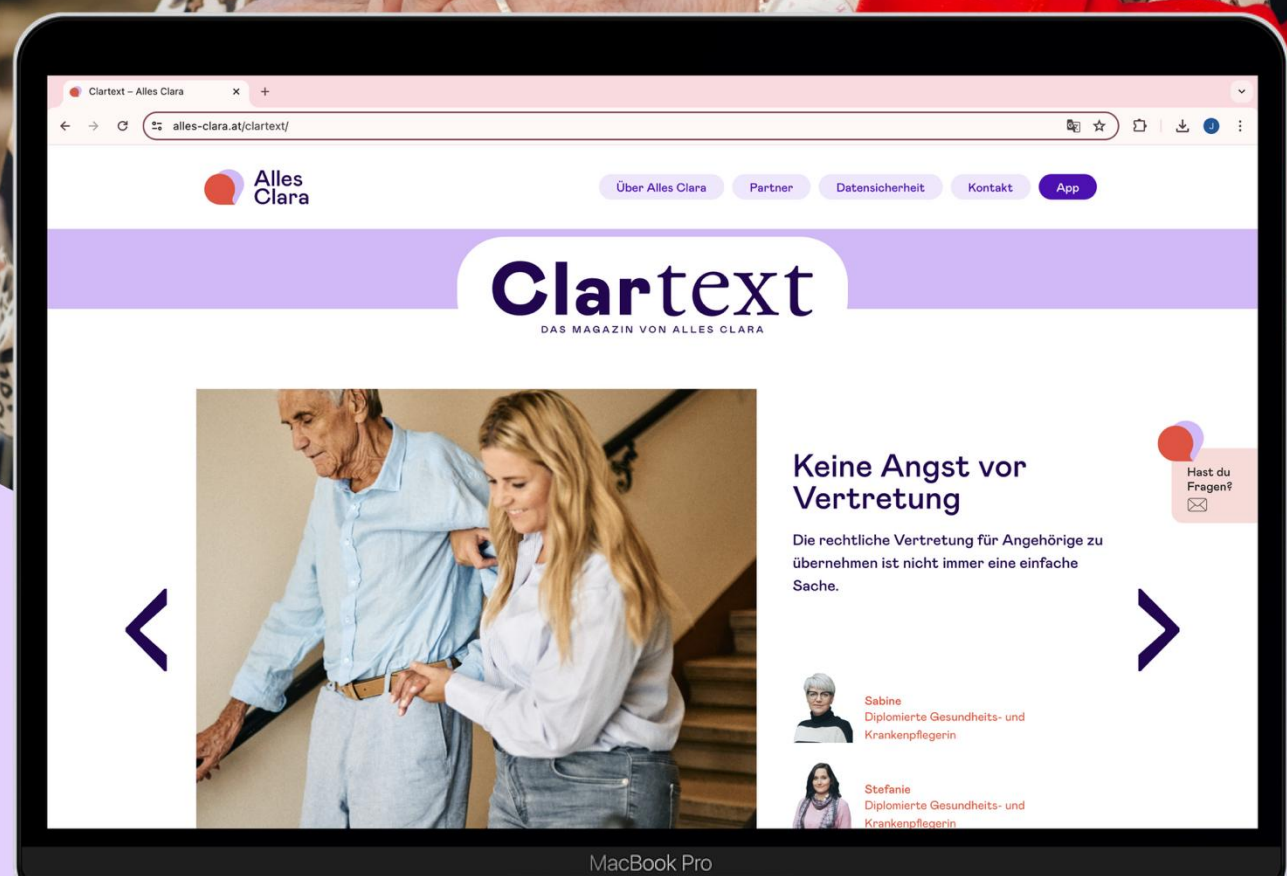 Clartext – Alles Clara
alles-clara.at/clartext/
J
Alles
Clara
Über Alles Clara
Partner
Datensicherheit
Kontakt
App
Clartext
DAS MAGAZIN VON ALLES CLARA
Keine Angst vor
Vertretung
Die rechtliche Vertretung für Angehörige zu
übernehmen ist nicht immer eine einfache
Sache.
Hast du
Fragen?
Sabine
Diplomierte Gesundheits- und
Krankenpflegerin
Stefanie
Diplomierte Gesundheits- und
Krankenpflegerin
MacBook Pro